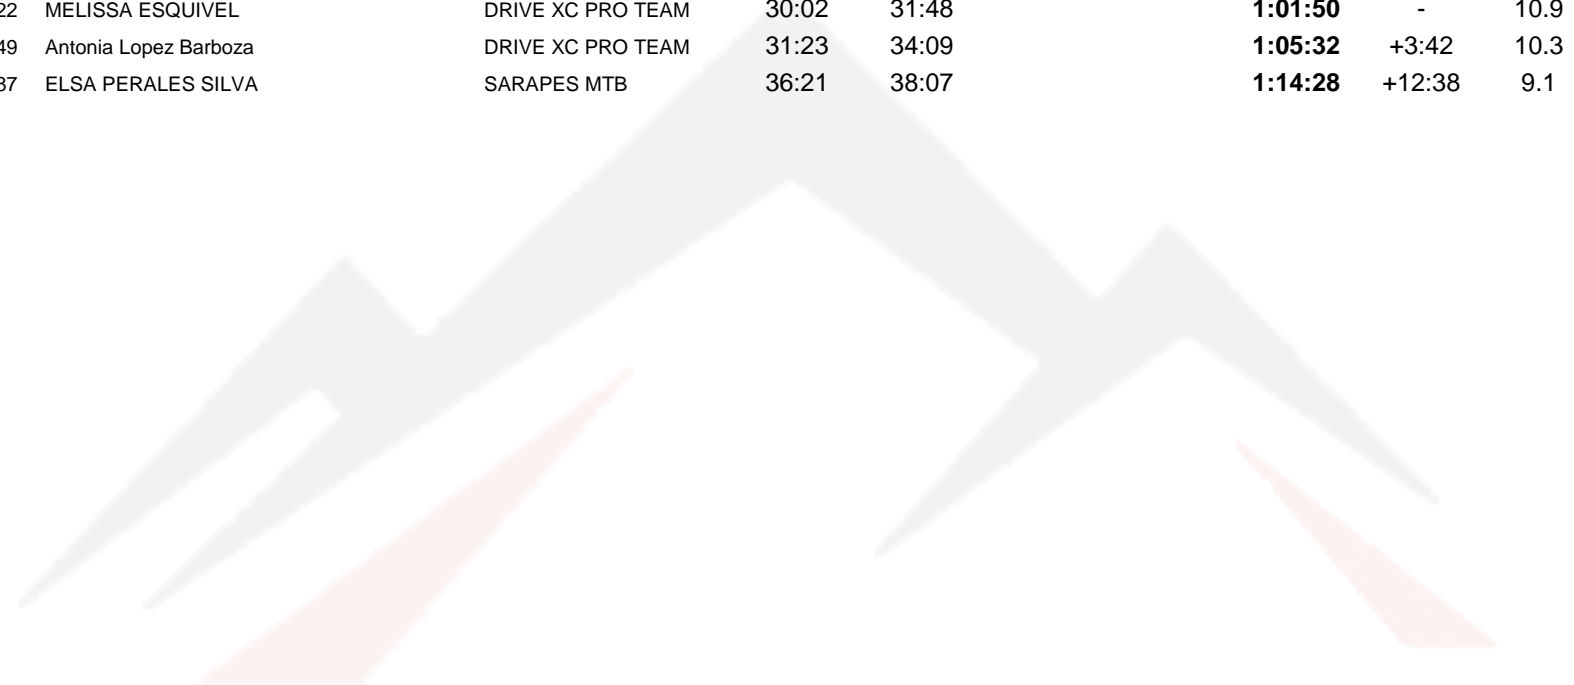 22 MELISSA ESQUIVEL DRIVE XC PRO TEAM 30:02 31:48 1:01:50 - 10.9
49 Antonia Lopez Barboza DRIVE XC PRO TEAM 31:23 34:09 1:05:32 +3:42 10.3
37 ELSA PERALES SILVA SARAPES MTB 36:21 38:07 1:14:28 +12:38 9.1